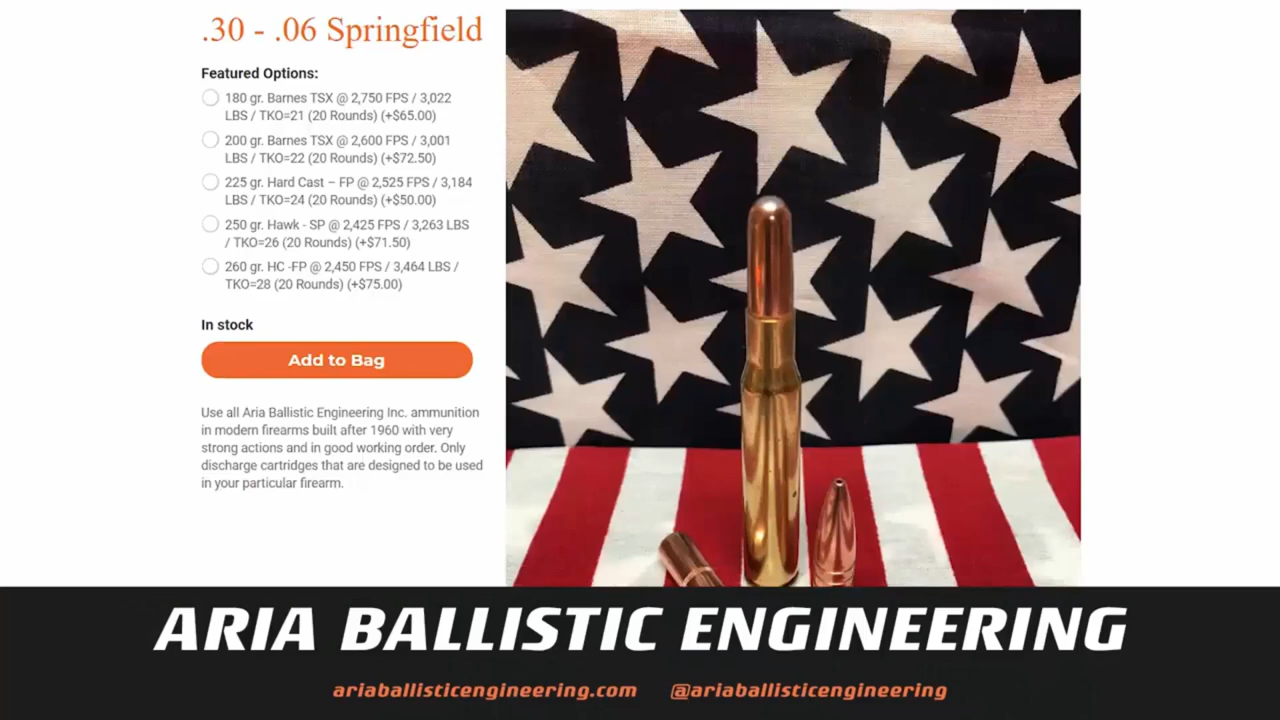 .30 - .06 Springfield
Featured Options:
180 gr. Barnes TSX @ 2,750 FPS / 3,022
LBS / TKO=21 (20 Rounds) (+$65.00)
200 gr. Barnes TSX @ 2,600 FPS / 3,001
LBS / TKO=22 (20 Rounds) (+$72.50)
225 gr. Hard Cast – FP @ 2,525 FPS / 3,184
LBS / TKO=24 (20 Rounds) (+$50.00)
250 gr. Hawk - SP @ 2,425 FPS / 3,263 LBS
/ TKO=26 (20 Rounds) (+$71.50)
260 gr. HC -FP @ 2,450 FPS / 3,464 LBS /
TKO=28 (20 Rounds) (+$75.00)
In stock
Add to Bag
Use all Aria Ballistic Engineering Inc. ammunition
in modern firearms built after 1960 with very
strong actions and in good working order. Only
discharge cartridges that are designed to be used
in your particular firearm.
ARIA BALLISTIC ENGINEERING
ariaballisticengineering.com @ariaballisticengineering